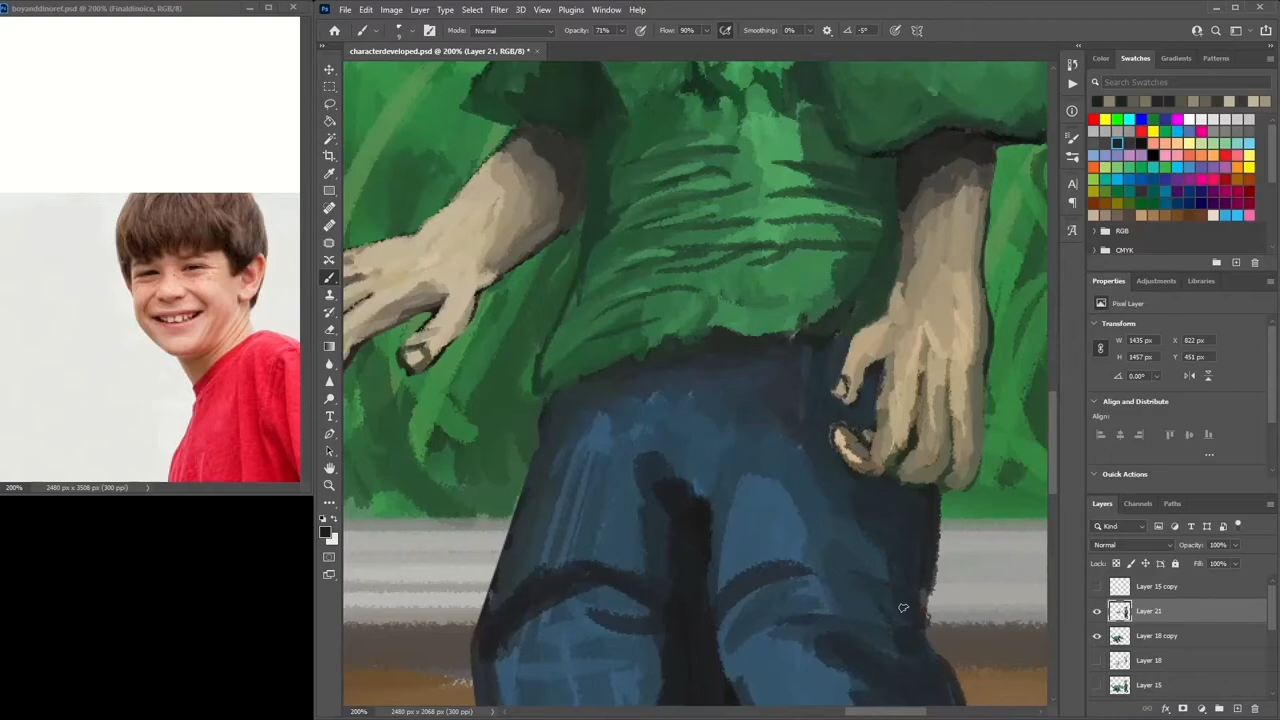 boyanddinoref.psd @ 200% (Finaldinoice, RGB/8)
File Edit Image Layer Type Select Filter 3D View Plugins Window Help
9
Mode: Normal
Opacity: 71%
Flow: 90%
Smoothing: 0%
-5°
characterdeveloped.psd @ 200% (Layer 21, RGB/8) *
Color Swatches Gradients Patterns
Search Swatches
RGB
CMYK
Properties Adjustments Libraries
Pixel Layer
Transform
W 1435 px X 822 px
H 1457 px Y 451 px
0.00°
Align and Distribute
Align:
Quick Actions
Layers Channels Paths
Kind
Normal Opacity: 100%
Lock: Fill: 100%
Layer 15 copy
Layer 21
Layer 18 copy
Layer 18
Layer 15
200% 2480 px x 3508 px (300 ppi)
200% 2480 px x 2068 px (300 ppi)